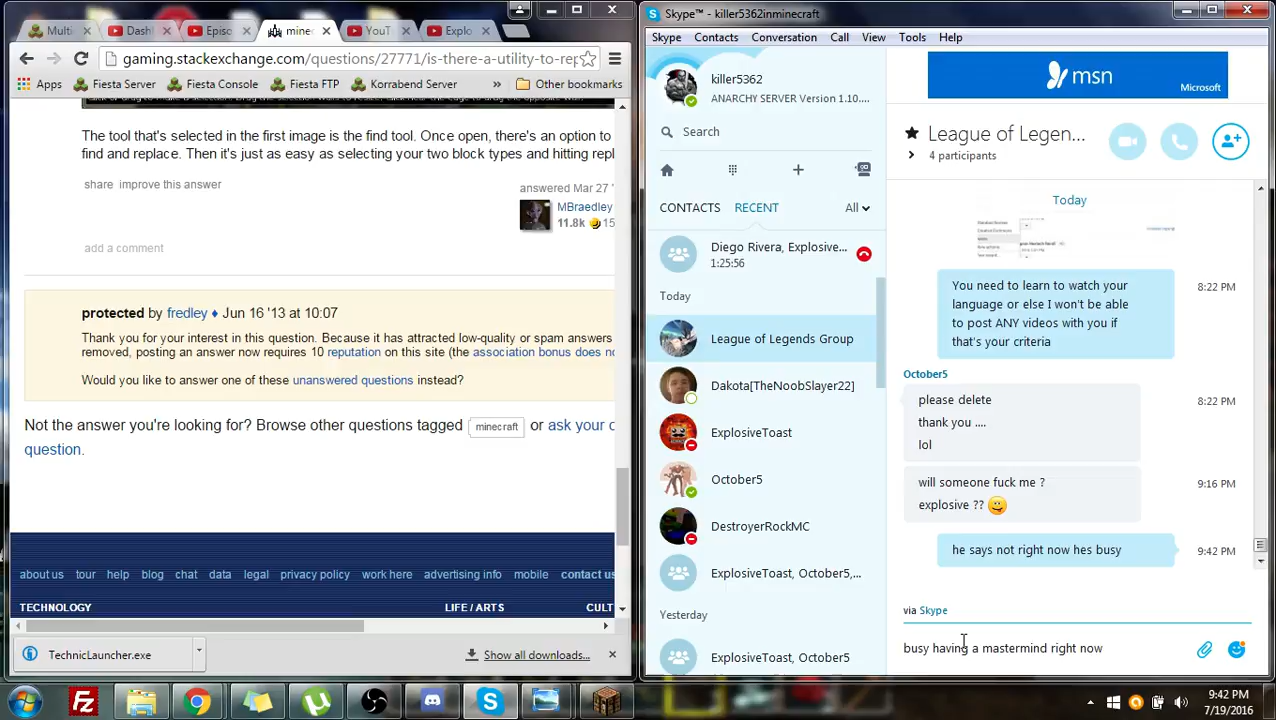 Multi
Dashl
Episo
minec
YouT
Explo
gaming.stackexchange.com/questions/27771/is-there-a-utility-to-rep
Apps
Fiesta Server
Fiesta Console
Fiesta FTP
Korrabend Server
»
Other bookmarks
The tool that's selected in the first image is the find tool. Once open, there's an option to
find and replace. Then it's just as easy as selecting your two block types and hitting repl
share improve this answer
answered Mar 27 '
MBraedley
11.8k
15
add a comment
protected by fredley ♦ Jun 16 '13 at 10:07
Thank you for your interest in this question. Because it has attracted low-quality or spam answers
removed, posting an answer now requires 10 reputation on this site (the association bonus does no
Would you like to answer one of these unanswered questions instead?
Not the answer you're looking for? Browse other questions tagged minecraft or ask your o
question.
about us tour help blog chat data legal privacy policy work here advertising info mobile contact us
TECHNOLOGY
LIFE / ARTS
CULT
TechnicLauncher.exe
Show all downloads...
Skype™ - killer5362inminecraft
Skype Contacts Conversation Call View Tools Help
killer5362
ANARCHY SERVER Version 1.10....
Search
CONTACTS
RECENT
All
Diego Rivera, Explosive...
1:25:56
Today
League of Legends Group
Dakota[TheNoobSlayer22]
ExplosiveToast
October5
DestroyerRockMC
ExplosiveToast, October5,...
Yesterday
ExplosiveToast, October5
msn
Microsoft
League of Legen...
4 participants
Today
You need to learn to watch your
language or else I won't be able
to post ANY videos with you if
that's your criteria
8:22 PM
October5
please delete
8:22 PM
thank you ....
lol
will someone fuck me ?
9:16 PM
explosive ??
he says not right now hes busy
9:42 PM
via Skype
busy having a mastermind right now
9:42 PM
7/19/2016